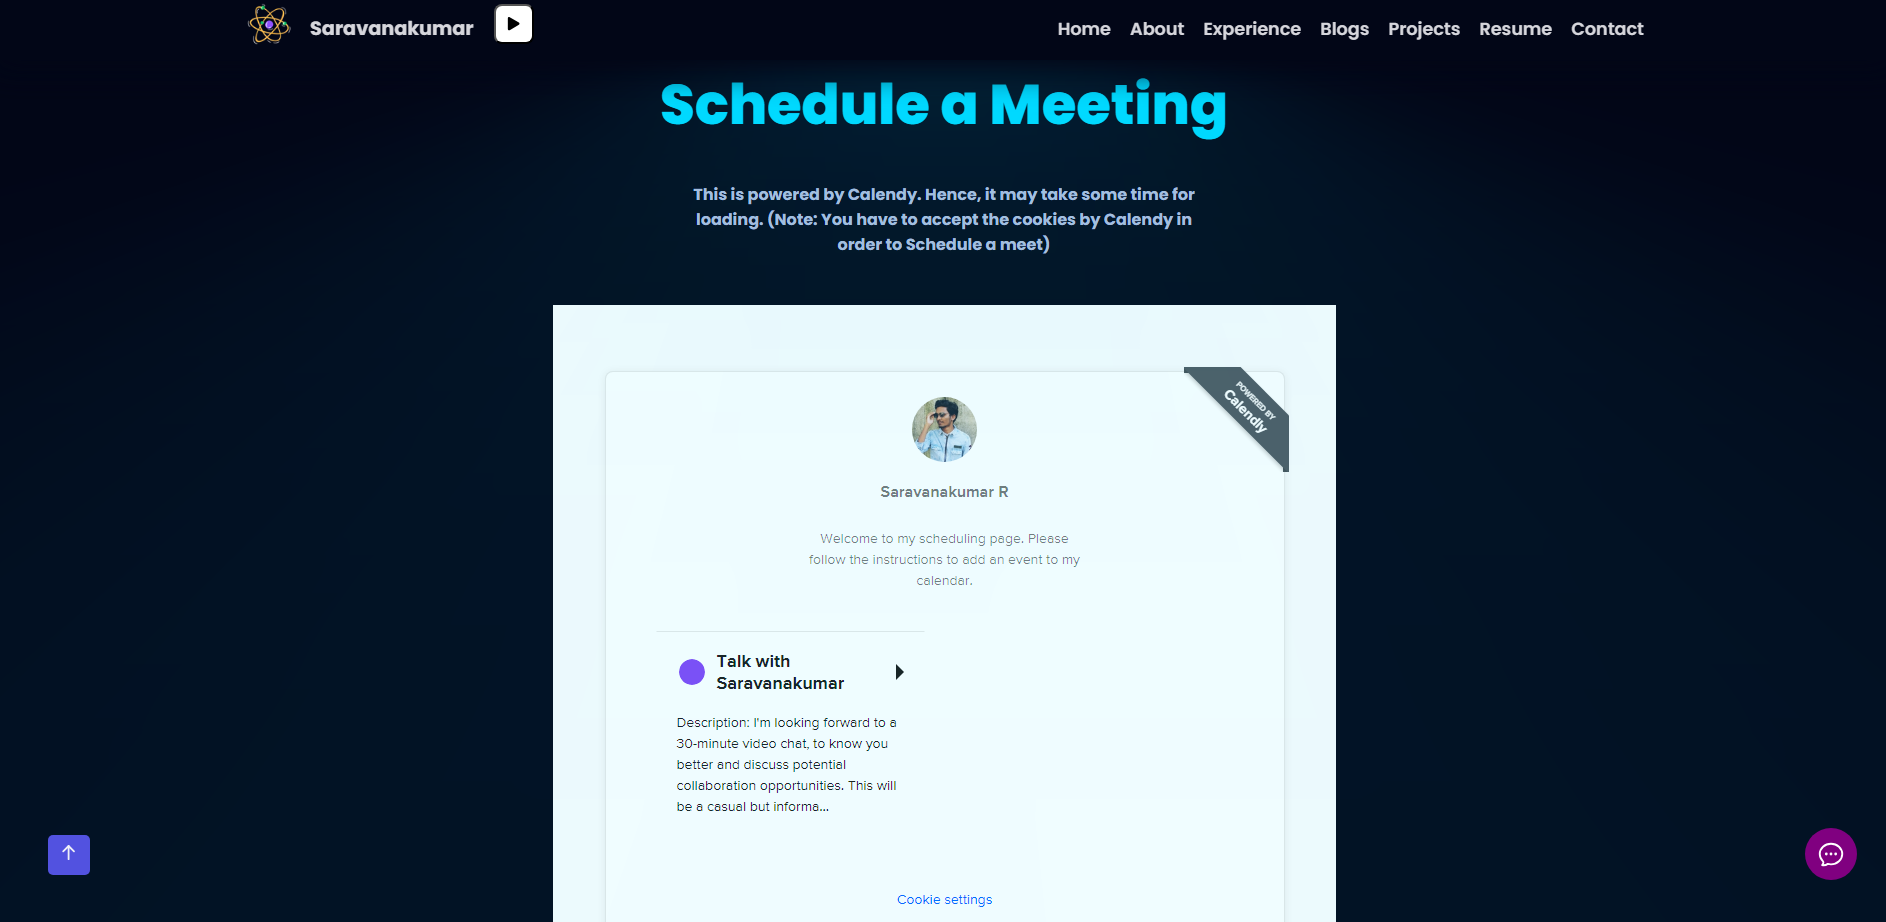 Saravanakumar
Home About Experience Blogs Projects Resume Contact
Schedule a Meeting
This is powered by Calendy. Hence, it may take some time for
loading. (Note: You have to accept the cookies by Calendy in
order to Schedule a meet)
POWERED BY
Calendly
Saravanakumar R
Welcome to my scheduling page. Please
follow the instructions to add an event to my
calendar.
Talk with
Saravanakumar
Description: I'm looking forward to a
30-minute video chat, to know you
better and discuss potential
collaboration opportunities. This will
be a casual but informa...
Cookie settings